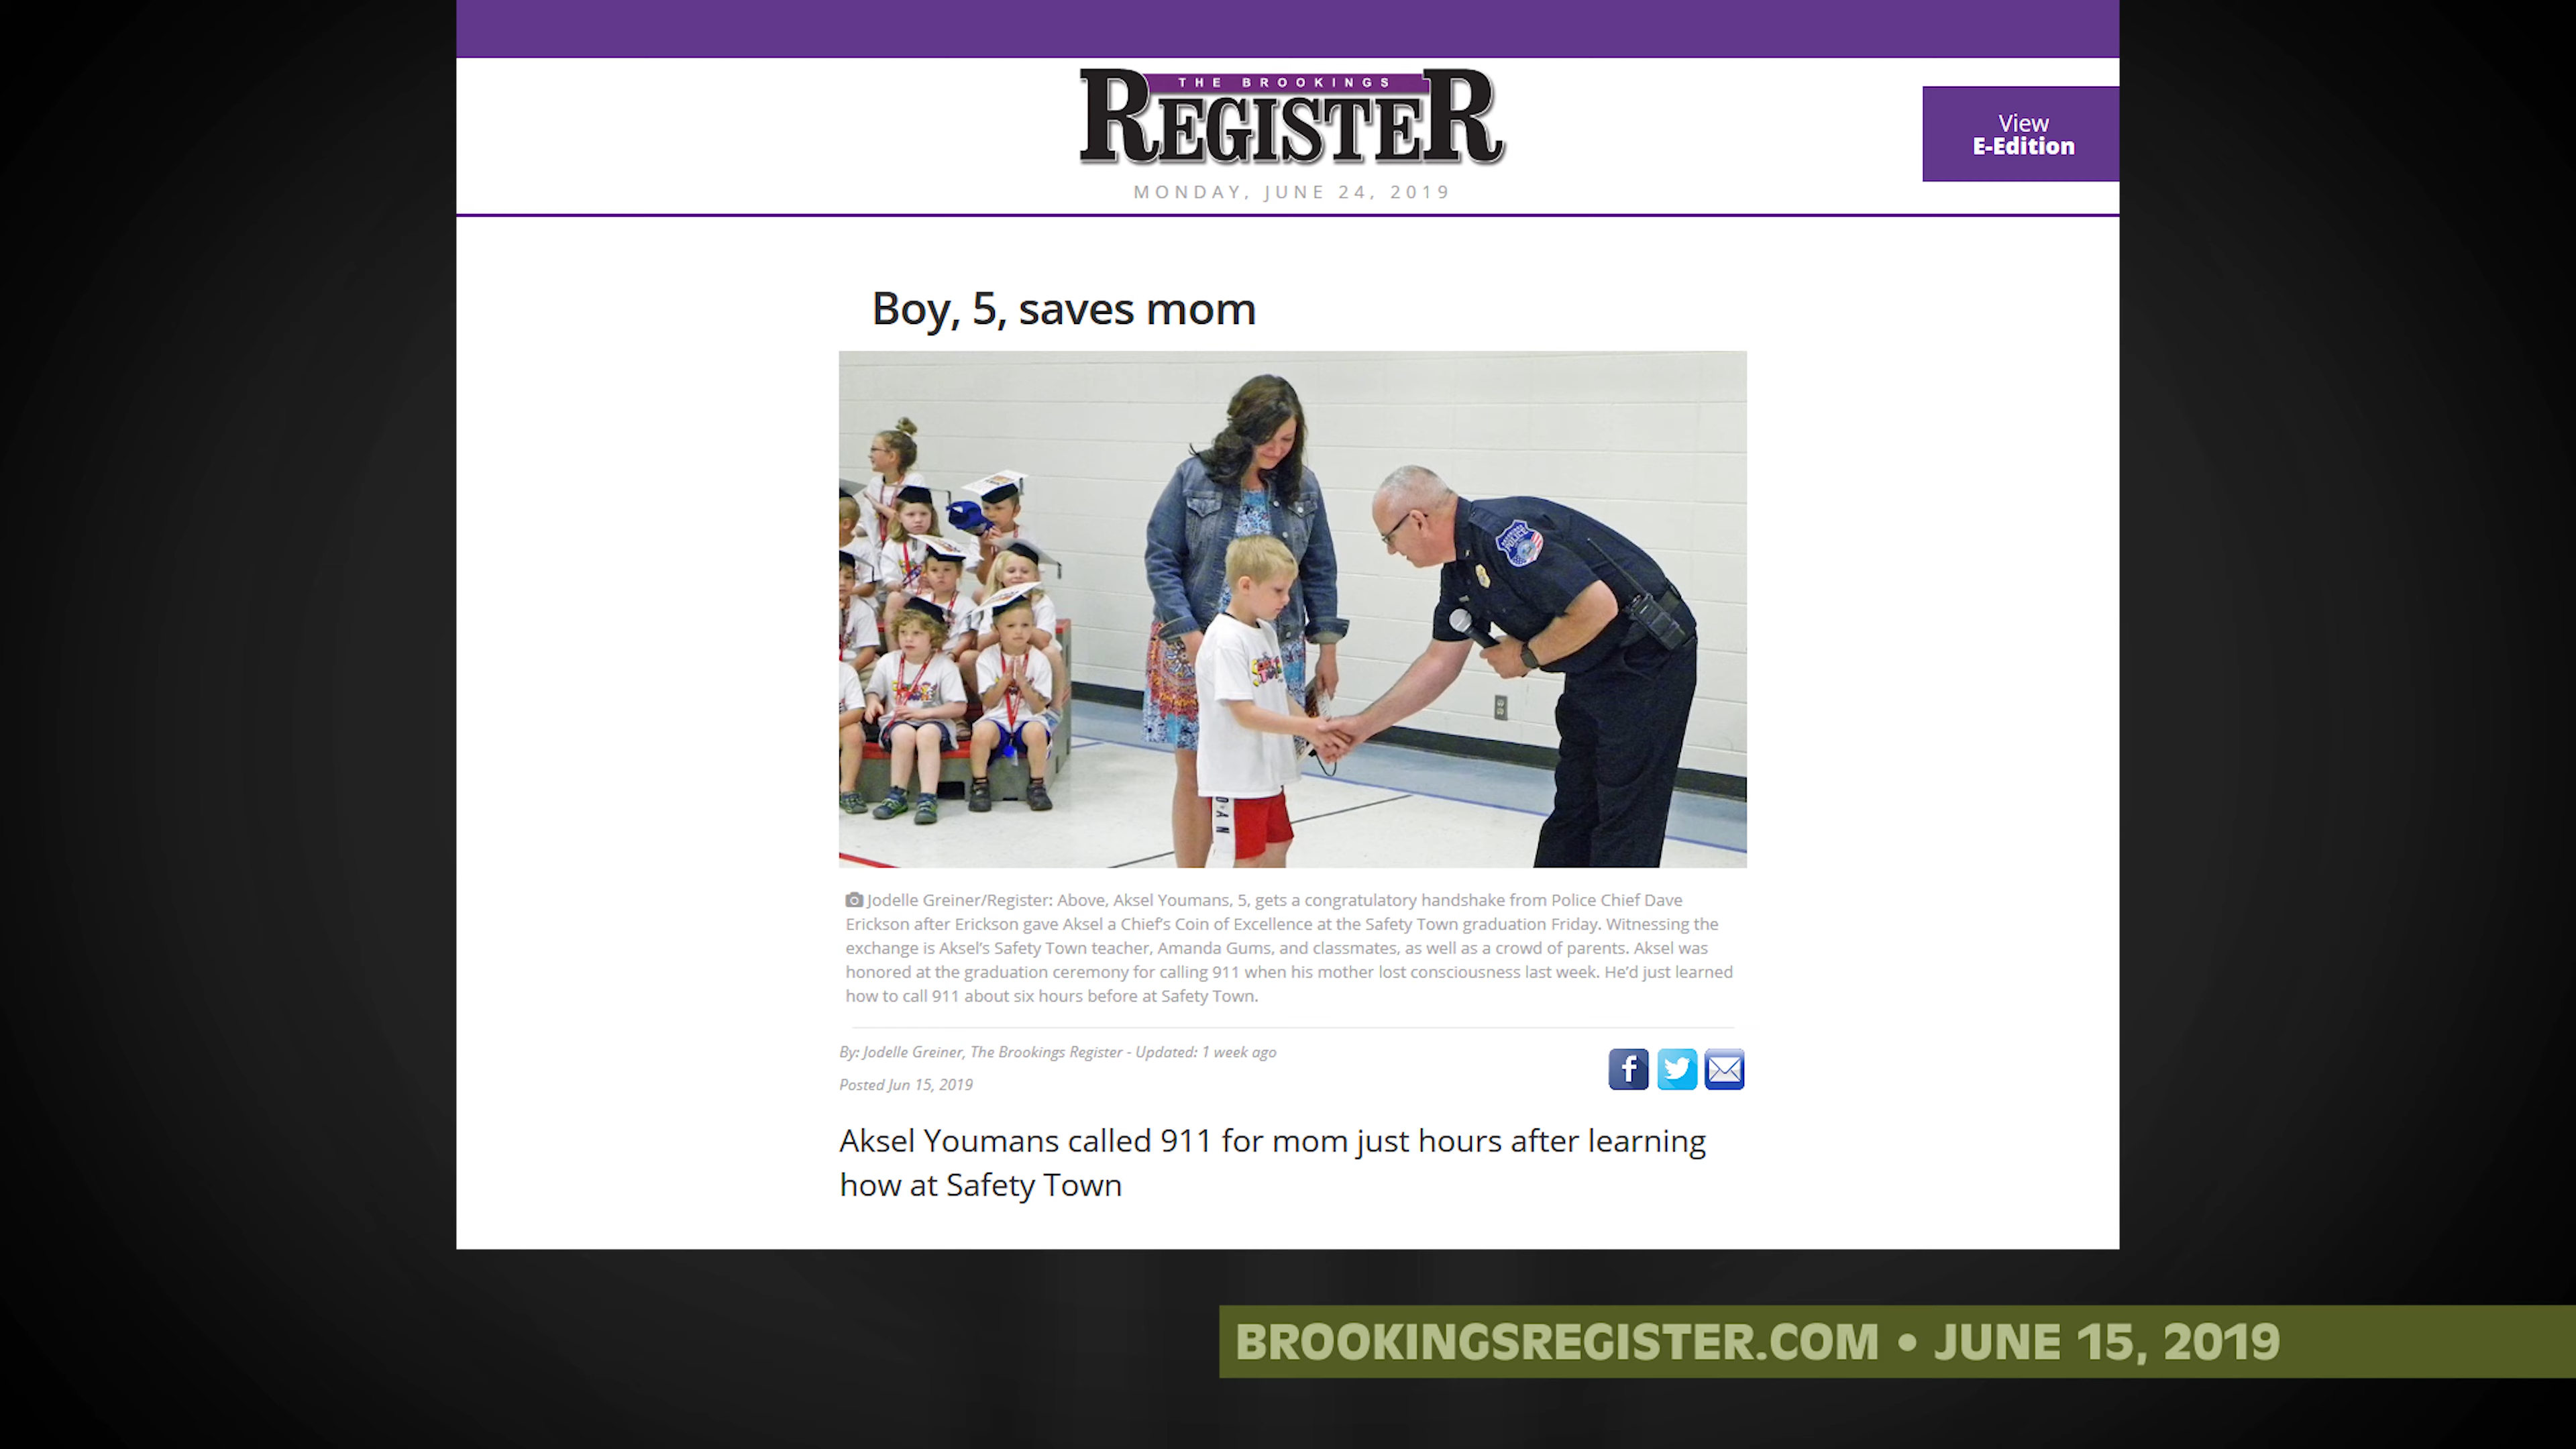 THE BROOKINGS
REGISTER
MONDAY, JUNE 24, 2019
View
E-Edition
Boy, 5, saves mom
Jodelle Greiner/Register: Above, Aksel Youmans, 5, gets a congratulatory handshake from Police Chief Dave
Erickson after Erickson gave Aksel a Chief's Coin of Excellence at the Safety Town graduation Friday. Witnessing the
exchange is Aksel's Safety Town teacher, Amanda Gums, and classmates, as well as a crowd of parents. Aksel was
honored at the graduation ceremony for calling 911 when his mother lost consciousness last week. He'd just learned
how to call 911 about six hours before at Safety Town.
By: Jodelle Greiner, The Brookings Register - Updated: 1 week ago
Posted Jun 15, 2019
Aksel Youmans called 911 for mom just hours after learning
how at Safety Town
BROOKINGSREGISTER.COM • JUNE 15, 2019